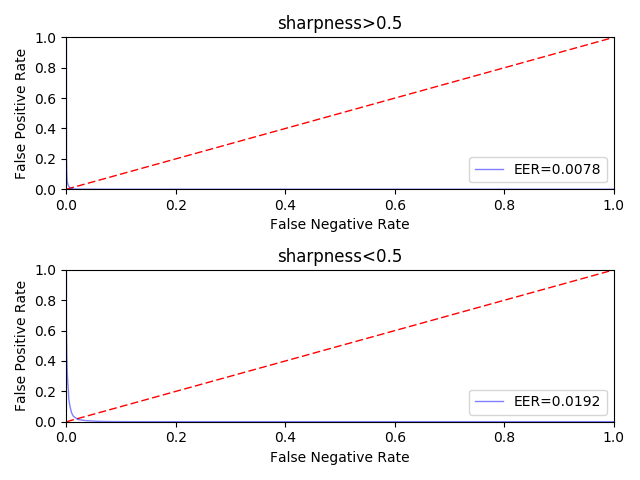 sharpness>0.5
1.0
0.8
0.6
0.4
0.2
0.0
False Positive Rate
EER=0.0078
0.0 0.2 0.4 0.6 0.8 1.0
False Negative Rate
sharpness<0.5
1.0
0.8
0.6
0.4
0.2
0.0
False Positive Rate
EER=0.0192
0.0 0.2 0.4 0.6 0.8 1.0
False Negative Rate